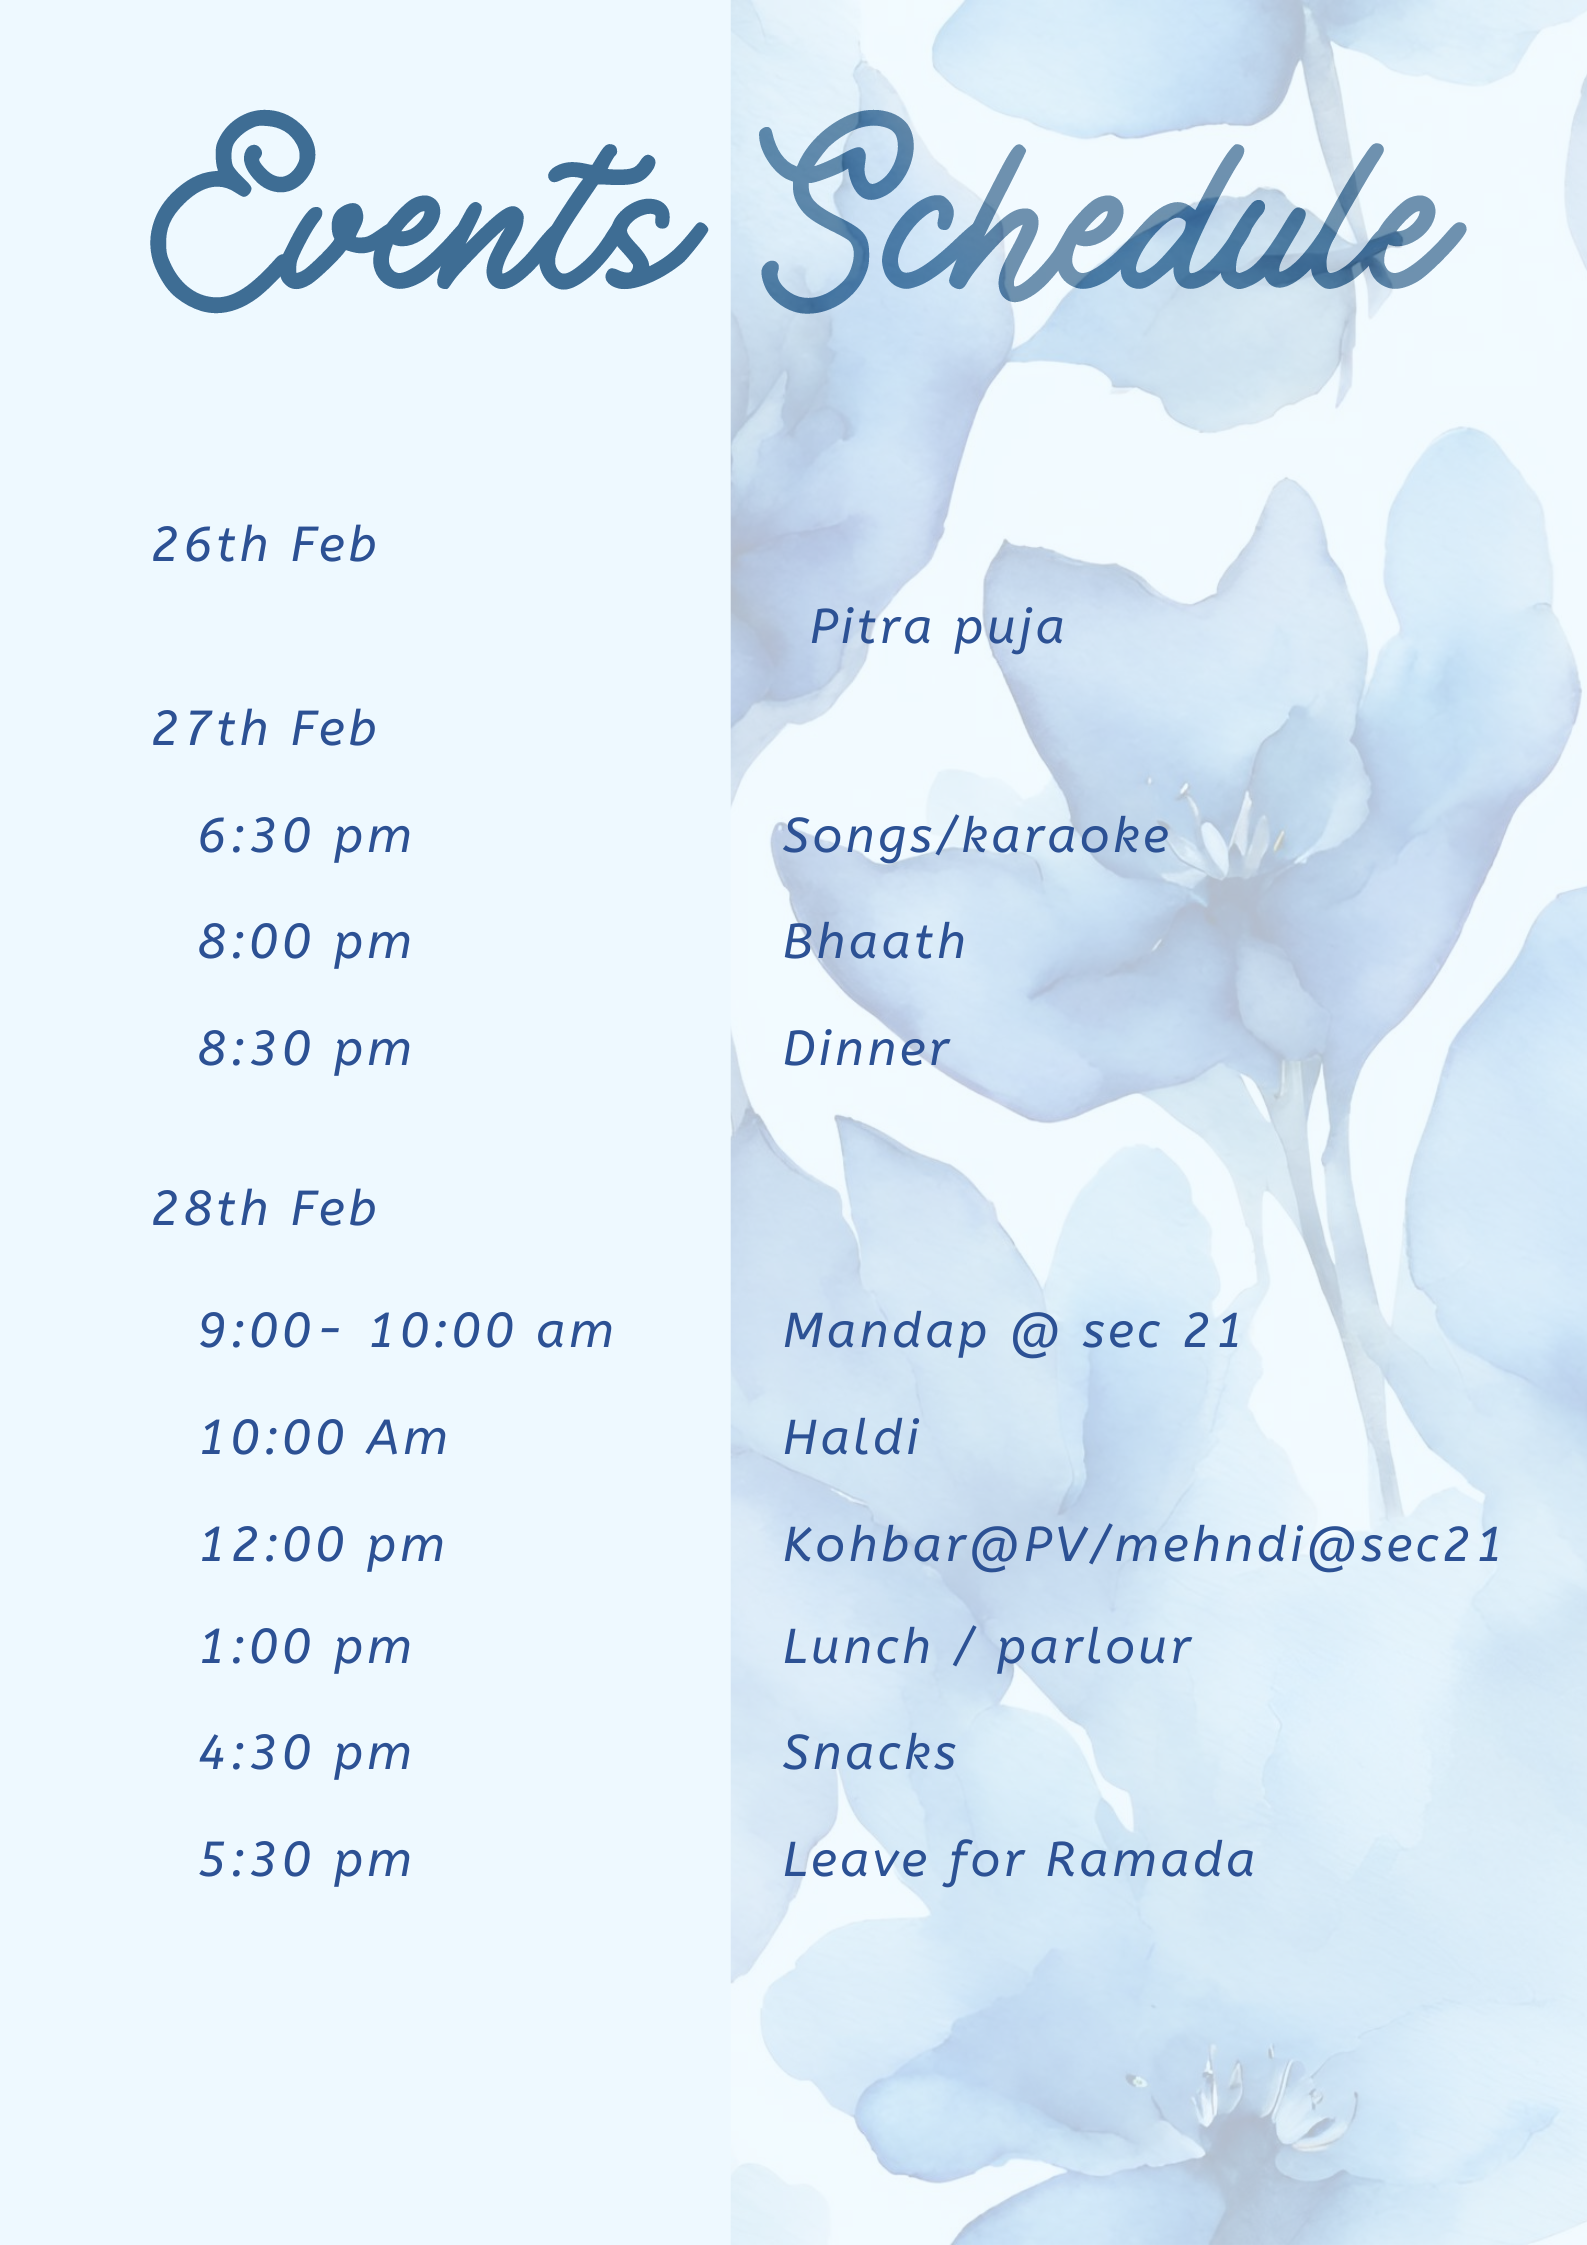 Events Schedule
26th Feb
Pitra puja
27th Feb
6:30 pm Songs/karaoke
8:00 pm Bhaath
8:30 pm Dinner
28th Feb
9:00- 10:00 am Mandap @ sec 21
10:00 Am Haldi
12:00 pm Kohbar@PV/mehndi@sec21
1:00 pm Lunch / parlour
4:30 pm Snacks
5:30 pm Leave for Ramada